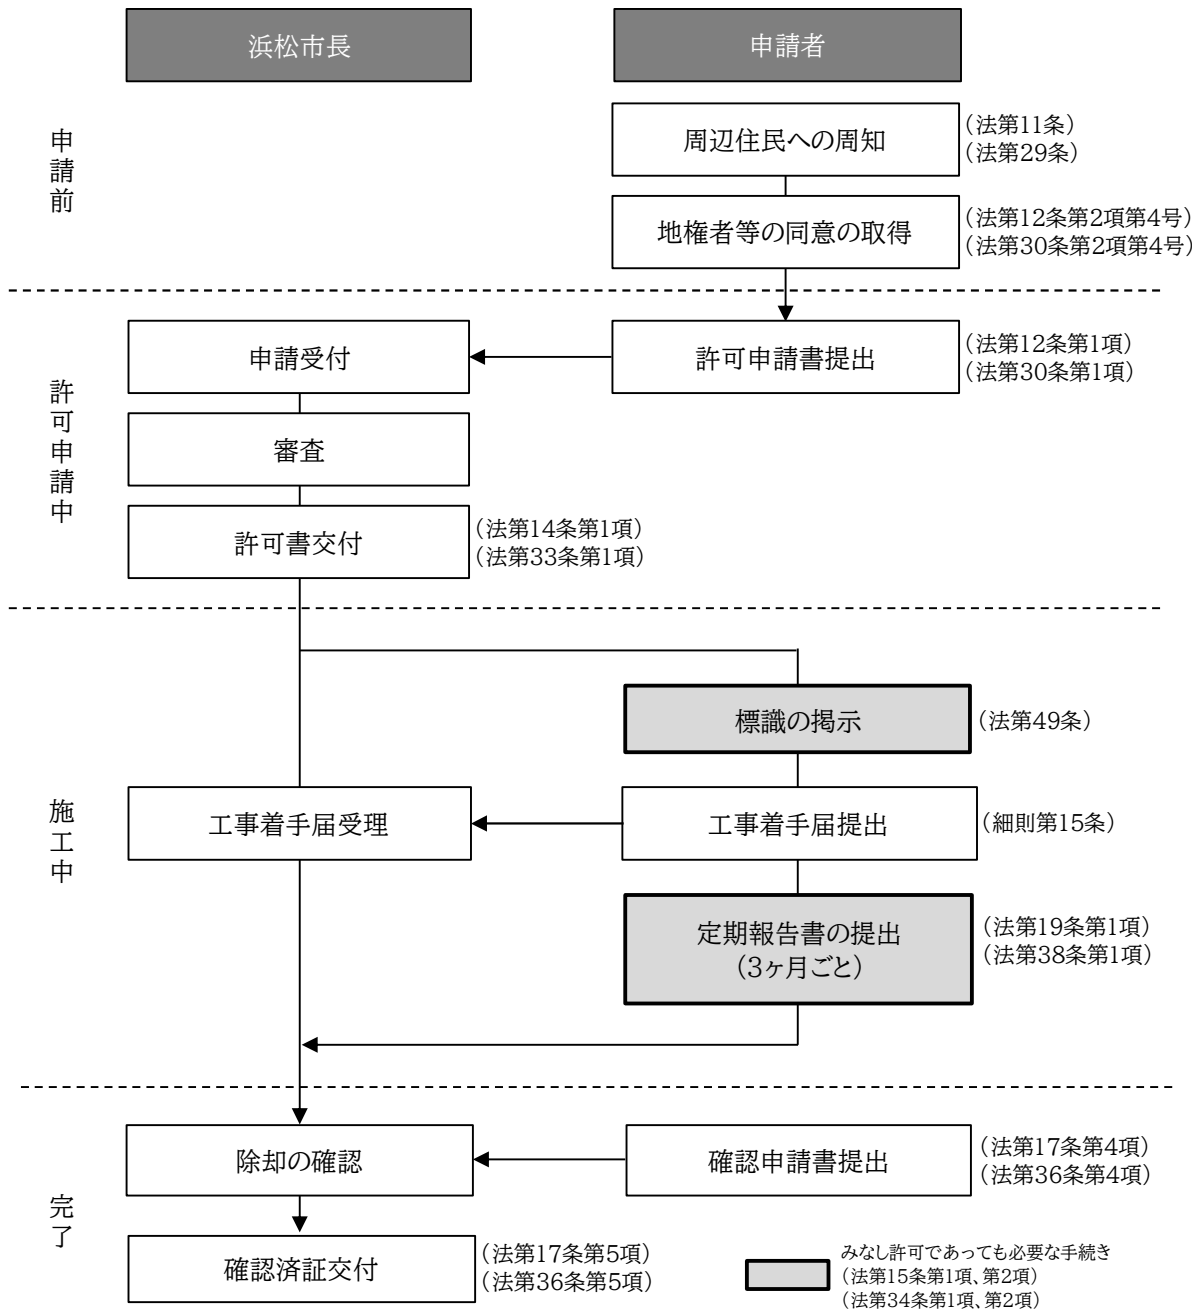 浜松市長
申請者
申請前
周辺住民への周知
（法第11条）
（法第29条）
地権者等の同意の取得
（法第12条第2項第4号）
（法第30条第2項第4号）
許可申請中
申請受付
許可申請書提出
（法第12条第1項）
（法第30条第1項）
審査
許可書交付
（法第14条第1項）
（法第33条第1項）
施工中
標識の掲示
（法第49条）
工事着手届受理
工事着手届提出
（細則第15条）
定期報告書の提出
（3ヶ月ごと）
（法第19条第1項）
（法第38条第1項）
完了
除却の確認
確認申請書提出
（法第17条第4項）
（法第36条第4項）
確認済証交付
（法第17条第5項）
（法第36条第5項）
みなし許可であっても必要な手続き
（法第15条第1項、第2項）
（法第34条第1項、第2項）